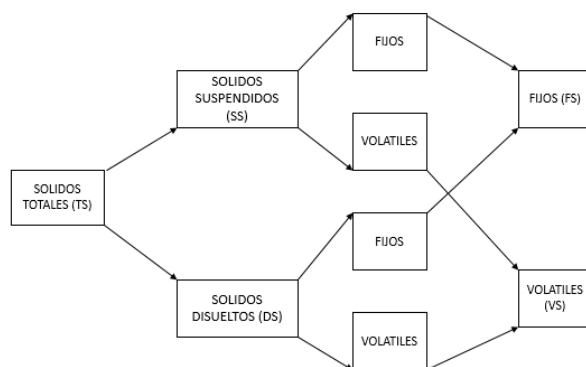 FIJOS
SOLIDOS
SUSPENDIDOS
(SS)
FIJOS (FS)
VOLATILES
SOLIDOS
TOTALES (TS)
FIJOS
SOLIDOS
DISUELTOS (DS)
VOLATILES
(VS)
VOLATILES